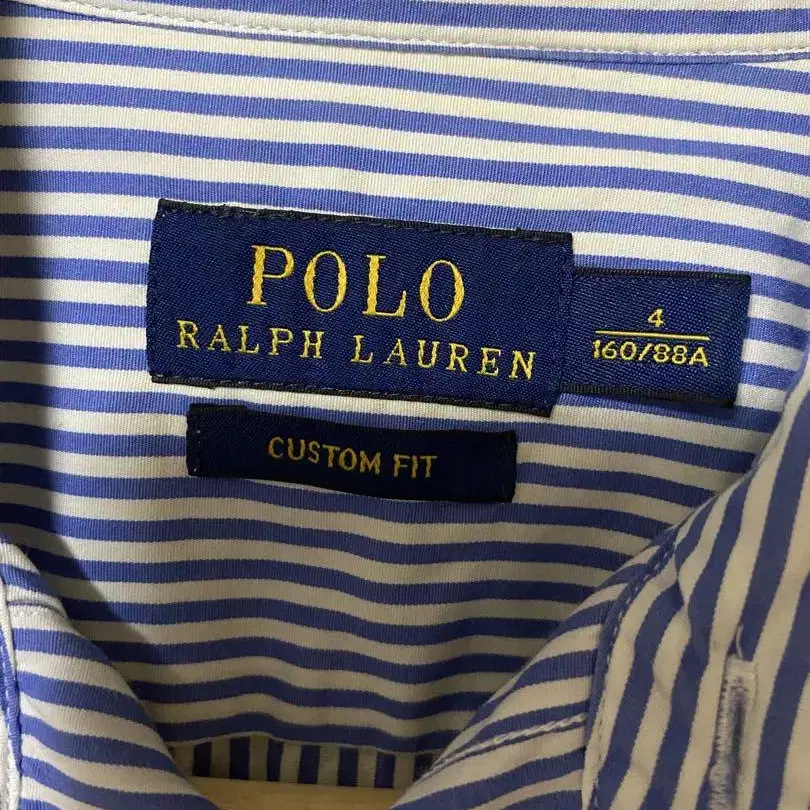 POLO
RALPH LAUREN
4
160/88A
CUSTOM FIT